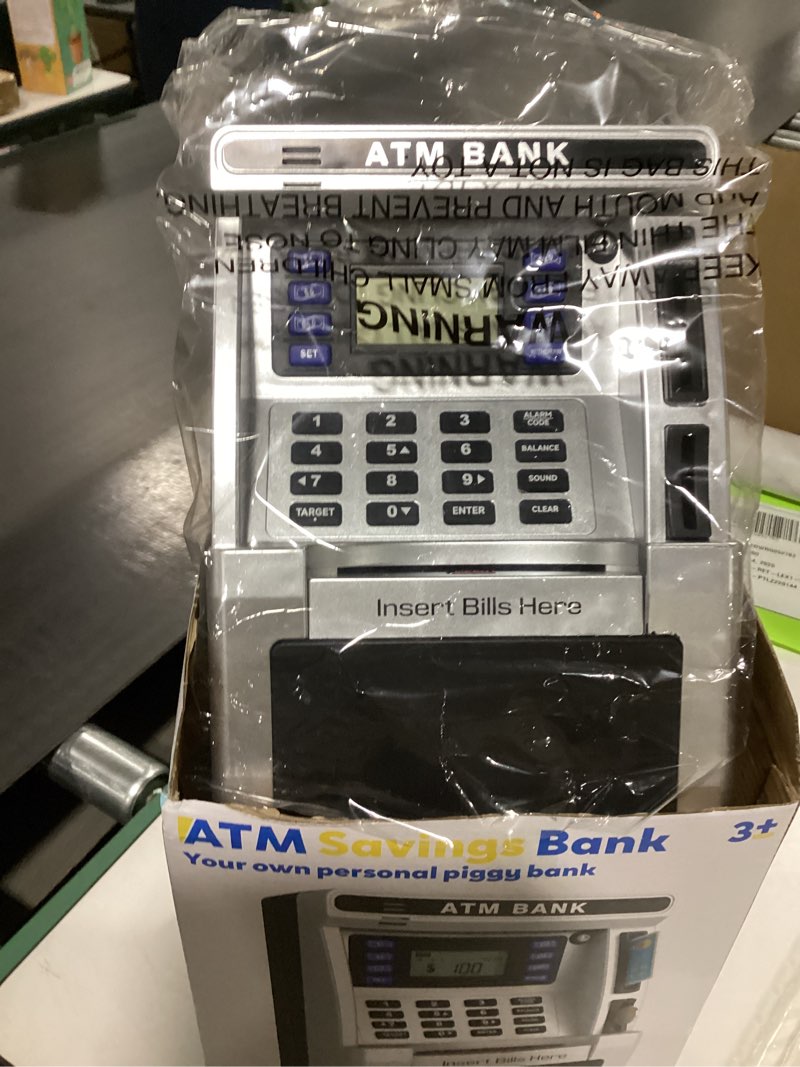 ATM BANK
THIS BAG IS NOT A TOY
AND MOUTH AND PREVENT BREATHING
THE THIN FILM MAY CLING TO NOSE
KEEP AWAY FROM SMALL CHILDREN
WARNING
SET
1 2 3 ALARM CODE
4 5▲ 6 BALANCE
◀7 8 9▶ SOUND
TARGET 0▼ ENTER CLEAR
Insert Bills Here
ATM Savings Bank 3+
Your own personal piggy bank
ATM BANK
$ 100
Insert Bills Here